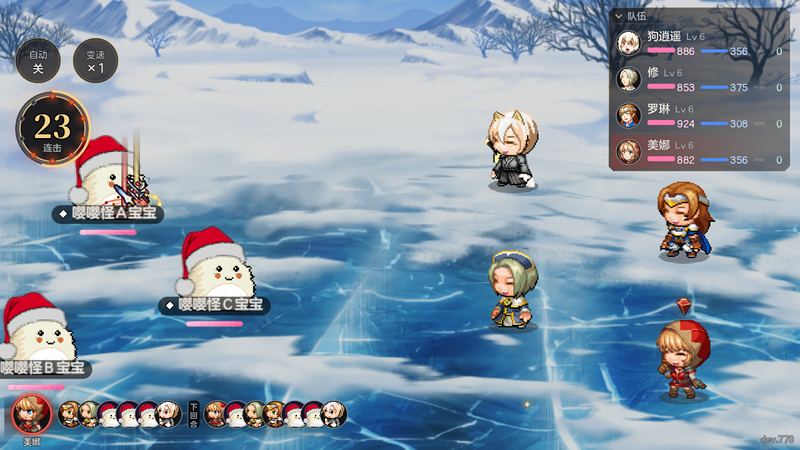 自动
关
变速
×1
23
连击
队伍
狗逍遥 Lv 6
886 356 0
修 Lv 6
853 375 0
罗琳 Lv 6
924 308 0
美娜 Lv 6
882 356 0
嘤嘤怪A宝宝
嘤嘤怪C宝宝
嘤嘤怪B宝宝
美娜
下回合
dev.770